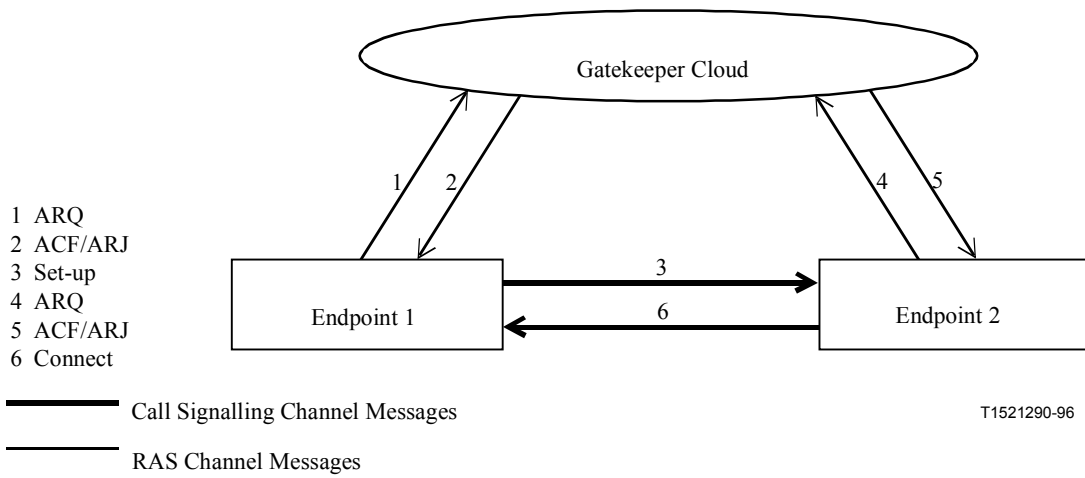 Gatekeeper Cloud
1
2
4
5
1 ARQ
2 ACF/ARJ
3 Set-up
4 ARQ
5 ACF/ARJ
6 Connect
3
Endpoint 1
6
Endpoint 2
Call Signalling Channel Messages
T1521290-96
RAS Channel Messages